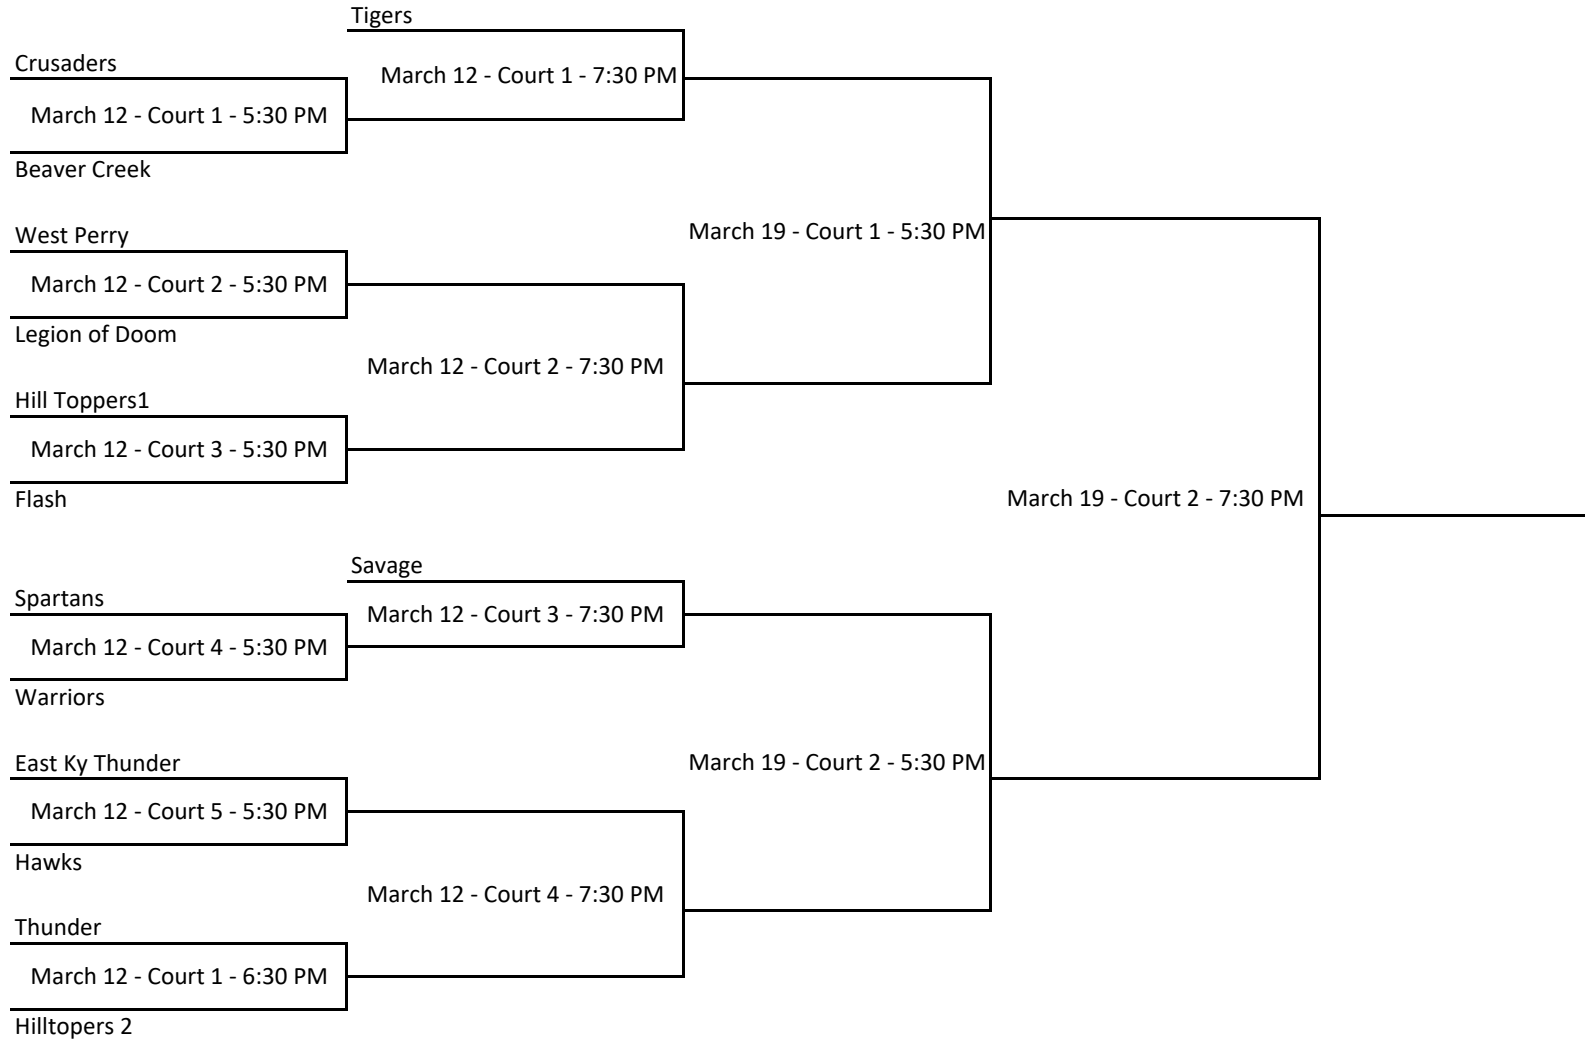 Tigers
Crusaders
March 12 - Court 1 - 7:30 PM
March 12 - Court 1 - 5:30 PM
Beaver Creek
West Perry
March 19 - Court 1 - 5:30 PM
March 12 - Court 2 - 5:30 PM
Legion of Doom
March 12 - Court 2 - 7:30 PM
Hill Toppers1
March 12 - Court 3 - 5:30 PM
Flash
March 19 - Court 2 - 7:30 PM
Savage
Spartans
March 12 - Court 3 - 7:30 PM
March 12 - Court 4 - 5:30 PM
Warriors
East Ky Thunder
March 19 - Court 2 - 5:30 PM
March 12 - Court 5 - 5:30 PM
Hawks
March 12 - Court 4 - 7:30 PM
Thunder
March 12 - Court 1 - 6:30 PM
Hilltopers 2